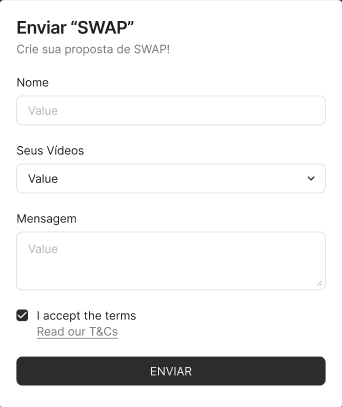 Enviar “SWAP”
Crie sua proposta de SWAP!
Nome
Value
Seus Vídeos
Value
Mensagem
Value
I accept the terms
Read our T&Cs
ENVIAR